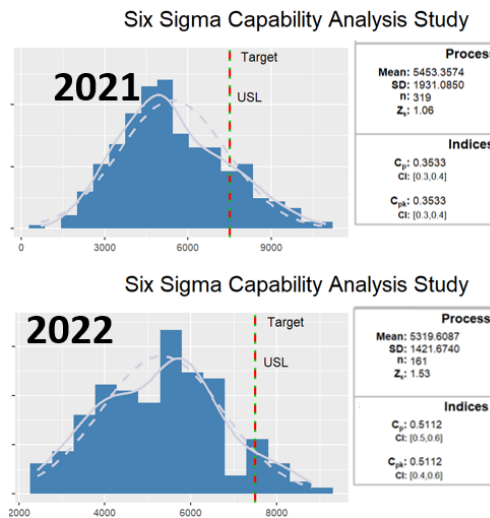 Six Sigma Capability Analysis Study
2021
Target
USL
0
3000
6000
9000
Process
Mean: 5453.3574
SD: 1931.0850
n: 319
Zs: 1.06
Indices
Cp: 0.3533
CI: [0.3,0.4]
Cpk: 0.3533
CI: [0.3,0.4]
Six Sigma Capability Analysis Study
2022
Target
USL
2000
4000
6000
8000
Process
Mean: 5319.6087
SD: 1421.6740
n: 161
Zs: 1.53
Indices
Cp: 0.5112
CI: [0.5,0.6]
Cpk: 0.5112
CI: [0.4,0.6]